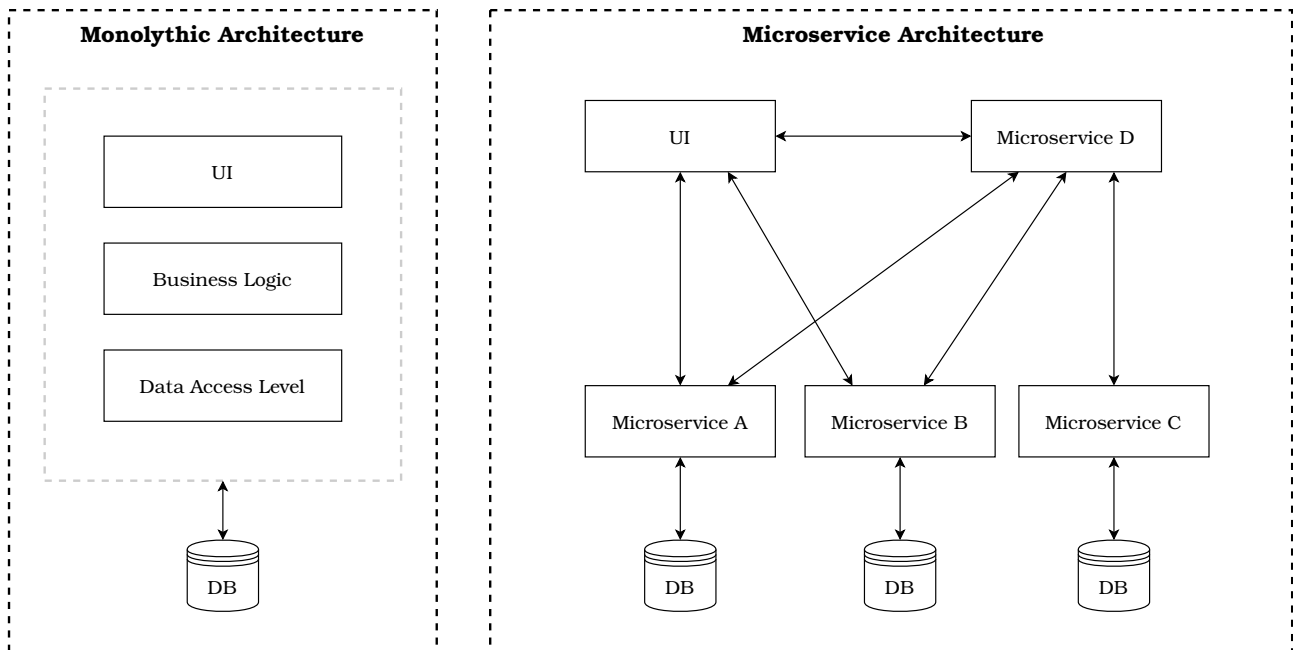 Monolythic Architecture
UI
Business Logic
Data Access Level
DB
Microservice Architecture
UI
Microservice D
Microservice A
Microservice B
Microservice C
DB
DB
DB